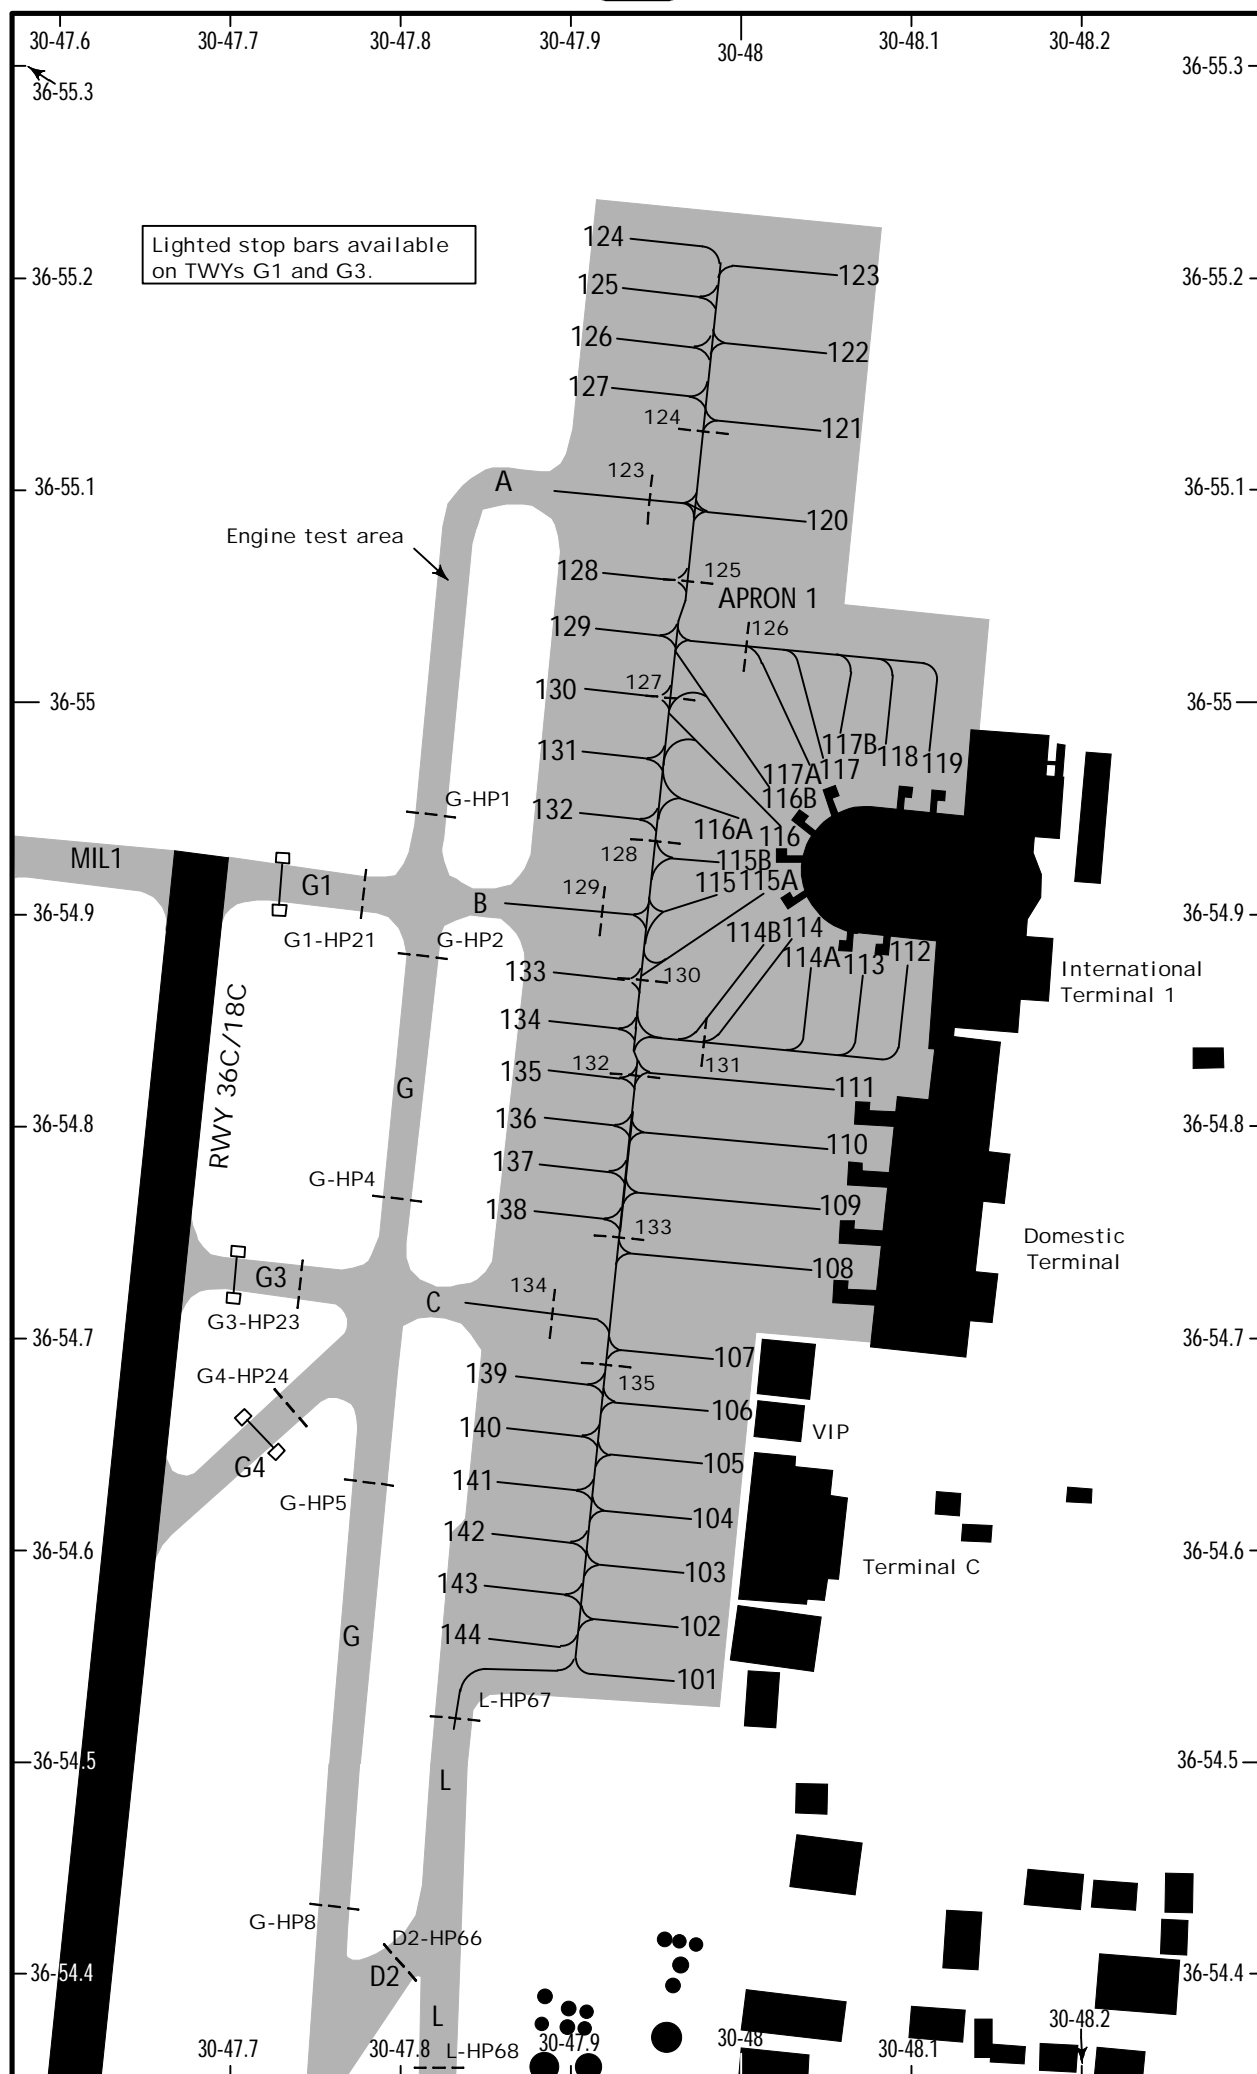 30-47.6
30-47.7
30-47.8
30-47.9
30-48
30-48.1
30-48.2
36-55.3
36-55.3
Lighted stop bars available
on TWYs G1 and G3.
124
123
125
36-55.2
36-55.2
126
122
127
124
121
123
A
36-55.1
36-55.1
120
Engine test area
128
125
APRON 1
129
126
127
130
36-55
36-55
131
117B
118
119
117A
117
116B
G-HP1
132
116A
116
128
MIL1
G1
115B
115
115A
129
B
36-54.9
36-54.9
G1-HP21
G-HP2
114B
114
133
130
114A
113
112
International
Terminal 1
RWY 36C/18C
134
132
131
135
G
111
36-54.8
36-54.8
136
110
137
G-HP4
138
109
133
Domestic
Terminal
108
G3
134
C
G3-HP23
36-54.7
36-54.7
107
139
135
G4-HP24
106
140
VIP
G4
105
141
G-HP5
104
142
36-54.6
36-54.6
Terminal C
103
143
102
G
144
101
L-HP67
36-54.5
36-54.5
L
G-HP8
D2-HP66
D2
36-54.4
36-54.4
L
30-47.7
30-47.8
L-HP68
30-47.9
30-48
30-48.1
30-48.2